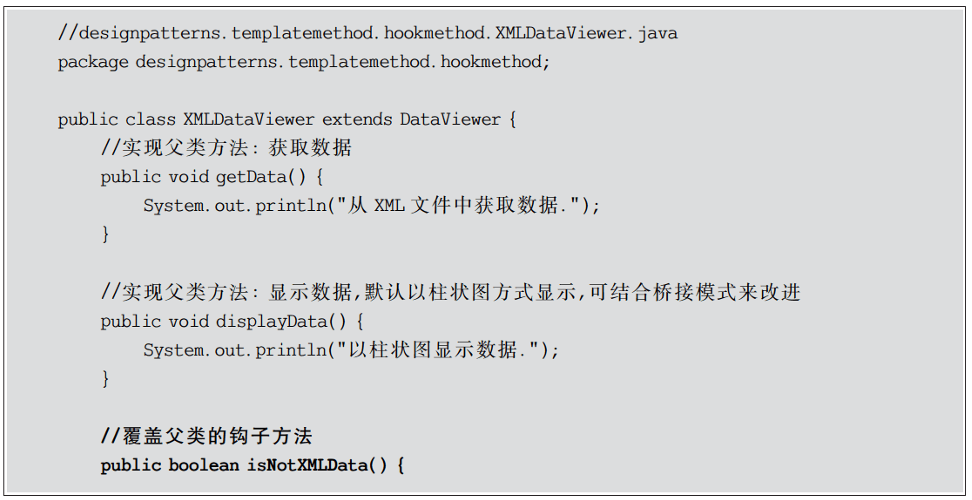 //designpatterns.templatemethod.hookmethod.XMLDataViewer.java
package designpatterns.templatemethod.hookmethod;
public class XMLDataViewer extends DataViewer {
//实现父类方法：获取数据
public void getData() {
System.out.println("从 XML 文件中获取数据.");
}
//实现父类方法：显示数据,默认以柱状图方式显示,可结合桥接模式来改进
public void displayData() {
System.out.println("以柱状图显示数据.");
}
//覆盖父类的钩子方法
public boolean isNotXMLData() {